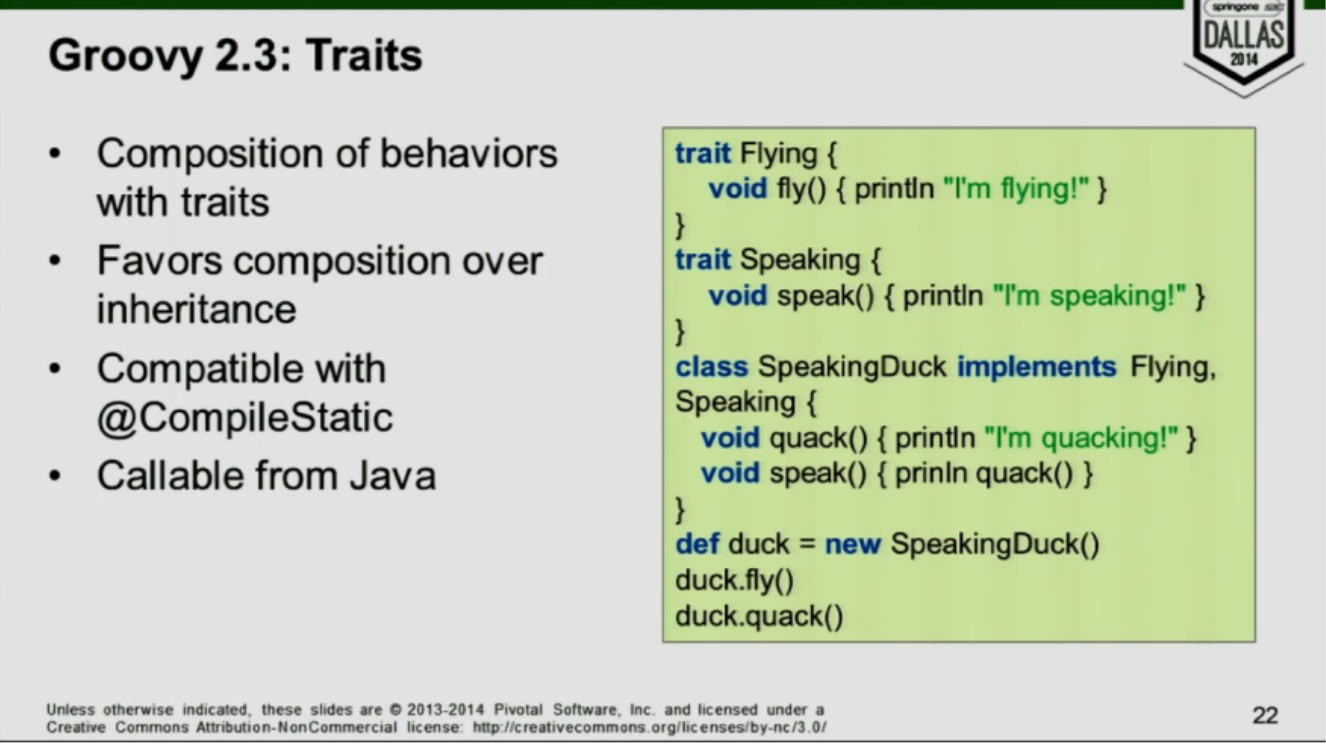 springone 2gx
DALLAS
2014
Groovy 2.3: Traits
• Composition of behaviors
with traits
• Favors composition over
inheritance
• Compatible with
@CompileStatic
• Callable from Java
trait Flying {
void fly() { println "I'm flying!" }
}
trait Speaking {
void speak() { println "I'm speaking!" }
}
class SpeakingDuck implements Flying,
Speaking {
void quack() { println "I'm quacking!" }
void speak() { prinln quack() }
}
def duck = new SpeakingDuck()
duck.fly()
duck.quack()
Unless otherwise indicated, these slides are © 2013-2014 Pivotal Software, Inc. and licensed under a
Creative Commons Attribution-NonCommercial license: http://creativecommons.org/licenses/by-nc/3.0/
22